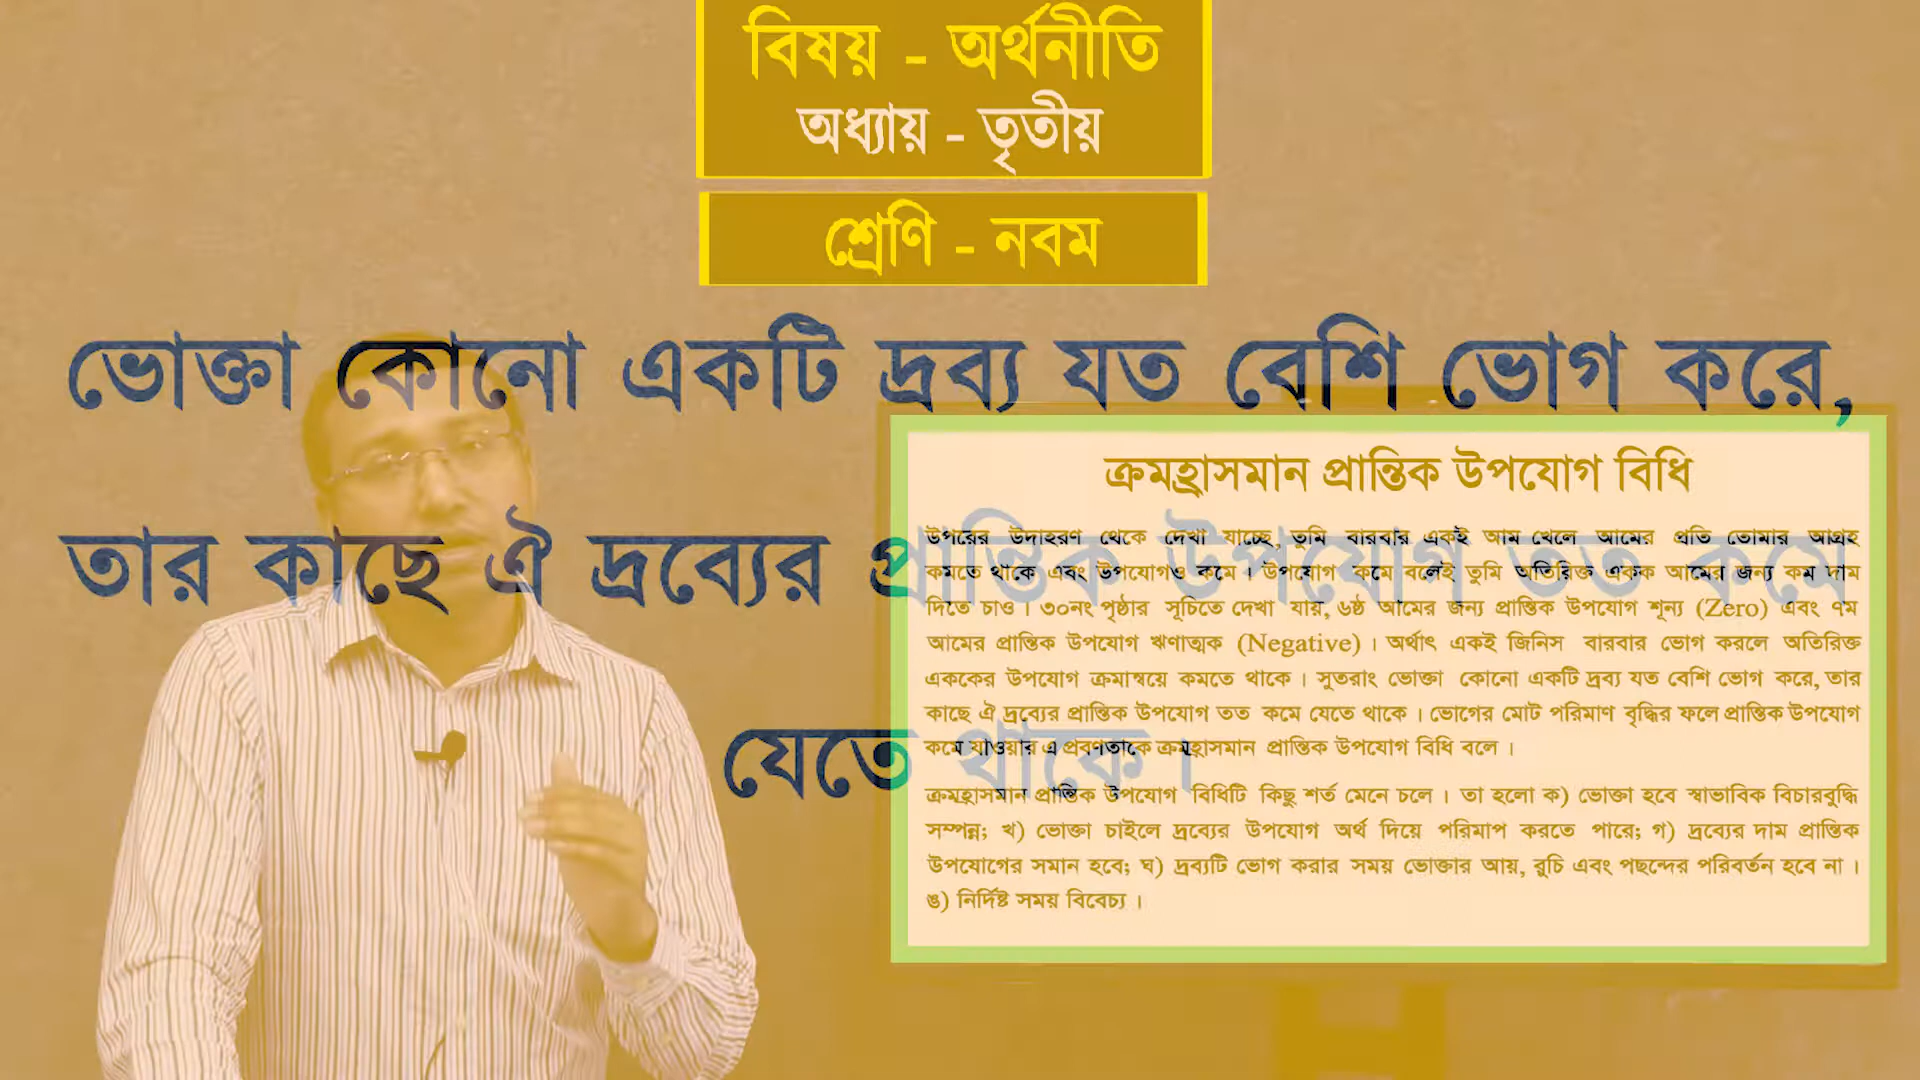 বিষয় - অর্থনীতি
অধ্যায় - তৃতীয়
শ্রেণি - নবম
ভোক্তা কোনো একটি দ্রব্য যত বেশি ভোগ করে,
তার কাছে ঐ দ্রব্যের প্রান্তিক উপযোগ তত কমে
যেতে থাকে।
ক্রমহ্রাসমান প্রান্তিক উপযোগ বিধি
উপরের উদাহরণ থেকে দেখা যাচ্ছে, তুমি বারবার একই আম খেলে আমের প্রতি তোমার আগ্রহ
কমতে থাকে এবং উপযোগও কমে। উপযোগ কমে বলেই তুমি অতিরিক্ত একক আমের জন্য কম দাম
দিতে চাও। ৩০নং পৃষ্ঠার সূচিতে দেখা যায়, ৬ষ্ঠ আমের জন্য প্রান্তিক উপযোগ শূন্য (Zero) এবং ৭ম
আমের প্রান্তিক উপযোগ ঋণাত্মক (Negative)। অর্থাৎ একই জিনিস বারবার ভোগ করলে অতিরিক্ত
এককের উপযোগ ক্রমান্বয়ে কমতে থাকে। সুতরাং ভোক্তা কোনো একটি দ্রব্য যত বেশি ভোগ করে, তার
কাছে ঐ দ্রব্যের প্রান্তিক উপযোগ তত কমে যেতে থাকে। ভোগের মোট পরিমাণ বৃদ্ধির ফলে প্রান্তিক উপযোগ
কমে যাওয়ার এ প্রবণতাকে ক্রমহ্রাসমান প্রান্তিক উপযোগ বিধি বলে।
ক্রমহ্রাসমান প্রান্তিক উপযোগ বিধিটি কিছু শর্ত মেনে চলে। তা হলো ক) ভোক্তা হবে স্বাভাবিক বিচারবুদ্ধি
সম্পন্ন; খ) ভোক্তা চাইলে দ্রব্যের উপযোগ অর্থ দিয়ে পরিমাপ করতে পারে; গ) দ্রব্যের দাম প্রান্তিক
উপযোগের সমান হবে; ঘ) দ্রব্যটি ভোগ করার সময় ভোক্তার আয়, রুচি এবং পছন্দের পরিবর্তন হবে না।
ঙ) নির্দিষ্ট সময় বিবেচ্য।